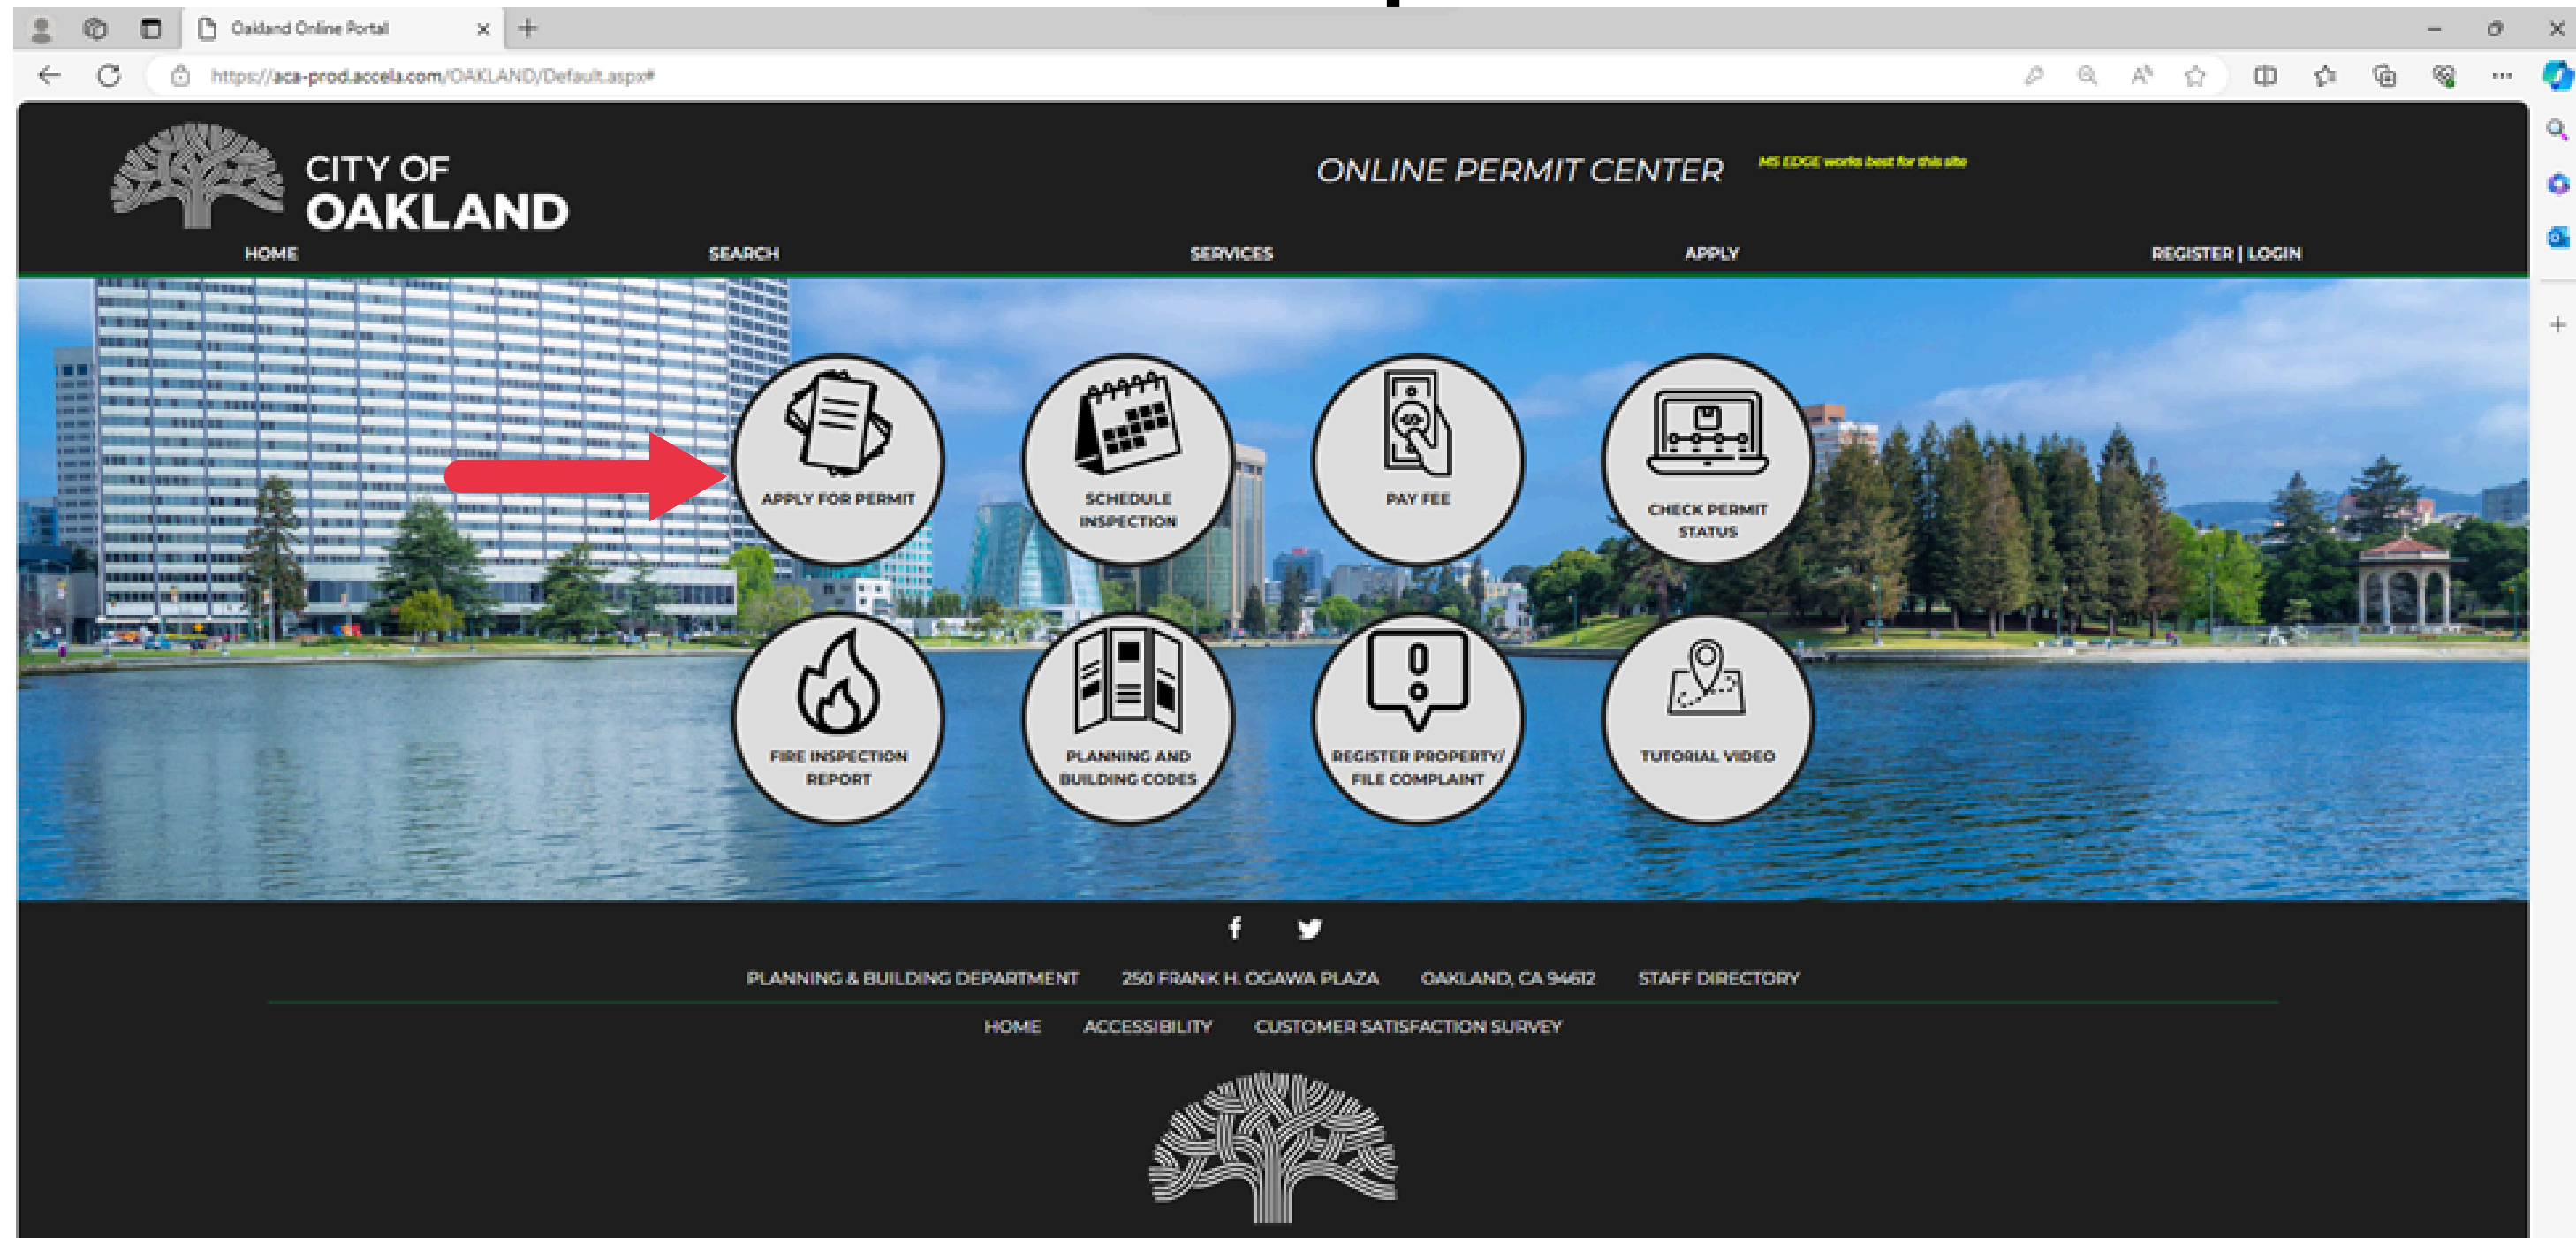 Oakland Online Portal
https://aca-prod.accela.com/OAKLAND/Default.aspx#
CITY OF
OAKLAND
ONLINE PERMIT CENTER
MS EDGE works best for this site
HOME SEARCH SERVICES APPLY REGISTER | LOGIN
APPLY FOR PERMIT
SCHEDULE
INSPECTION
PAY FEE
CHECK PERMIT
STATUS
FIRE INSPECTION
REPORT
PLANNING AND
BUILDING CODES
REGISTER PROPERTY/
FILE COMPLAINT
TUTORIAL VIDEO
PLANNING & BUILDING DEPARTMENT 250 FRANK H. OGAWA PLAZA OAKLAND, CA 94612 STAFF DIRECTORY
HOME ACCESSIBILITY CUSTOMER SATISFACTION SURVEY